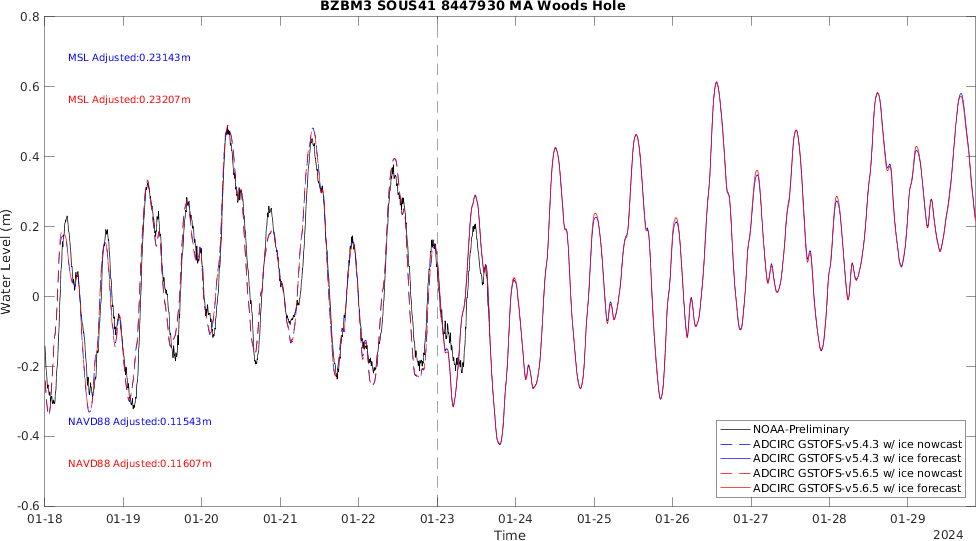 BZBM3 SOUS41 8447930 MA Woods Hole
0.8
0.6
0.4
0.2
0
-0.2
-0.4
-0.6
Water Level (m)
MSL Adjusted:0.23143m
MSL Adjusted:0.23207m
NAVD88 Adjusted:0.11543m
NAVD88 Adjusted:0.11607m
NOAA-Preliminary
ADCIRC GSTOFS-v5.4.3 w/ ice nowcast
ADCIRC GSTOFS-v5.4.3 w/ ice forecast
ADCIRC GSTOFS-v5.6.5 w/ ice nowcast
ADCIRC GSTOFS-v5.6.5 w/ ice forecast
01-18 01-19 01-20 01-21 01-22 01-23 01-24 01-25 01-26 01-27 01-28 01-29
Time
2024